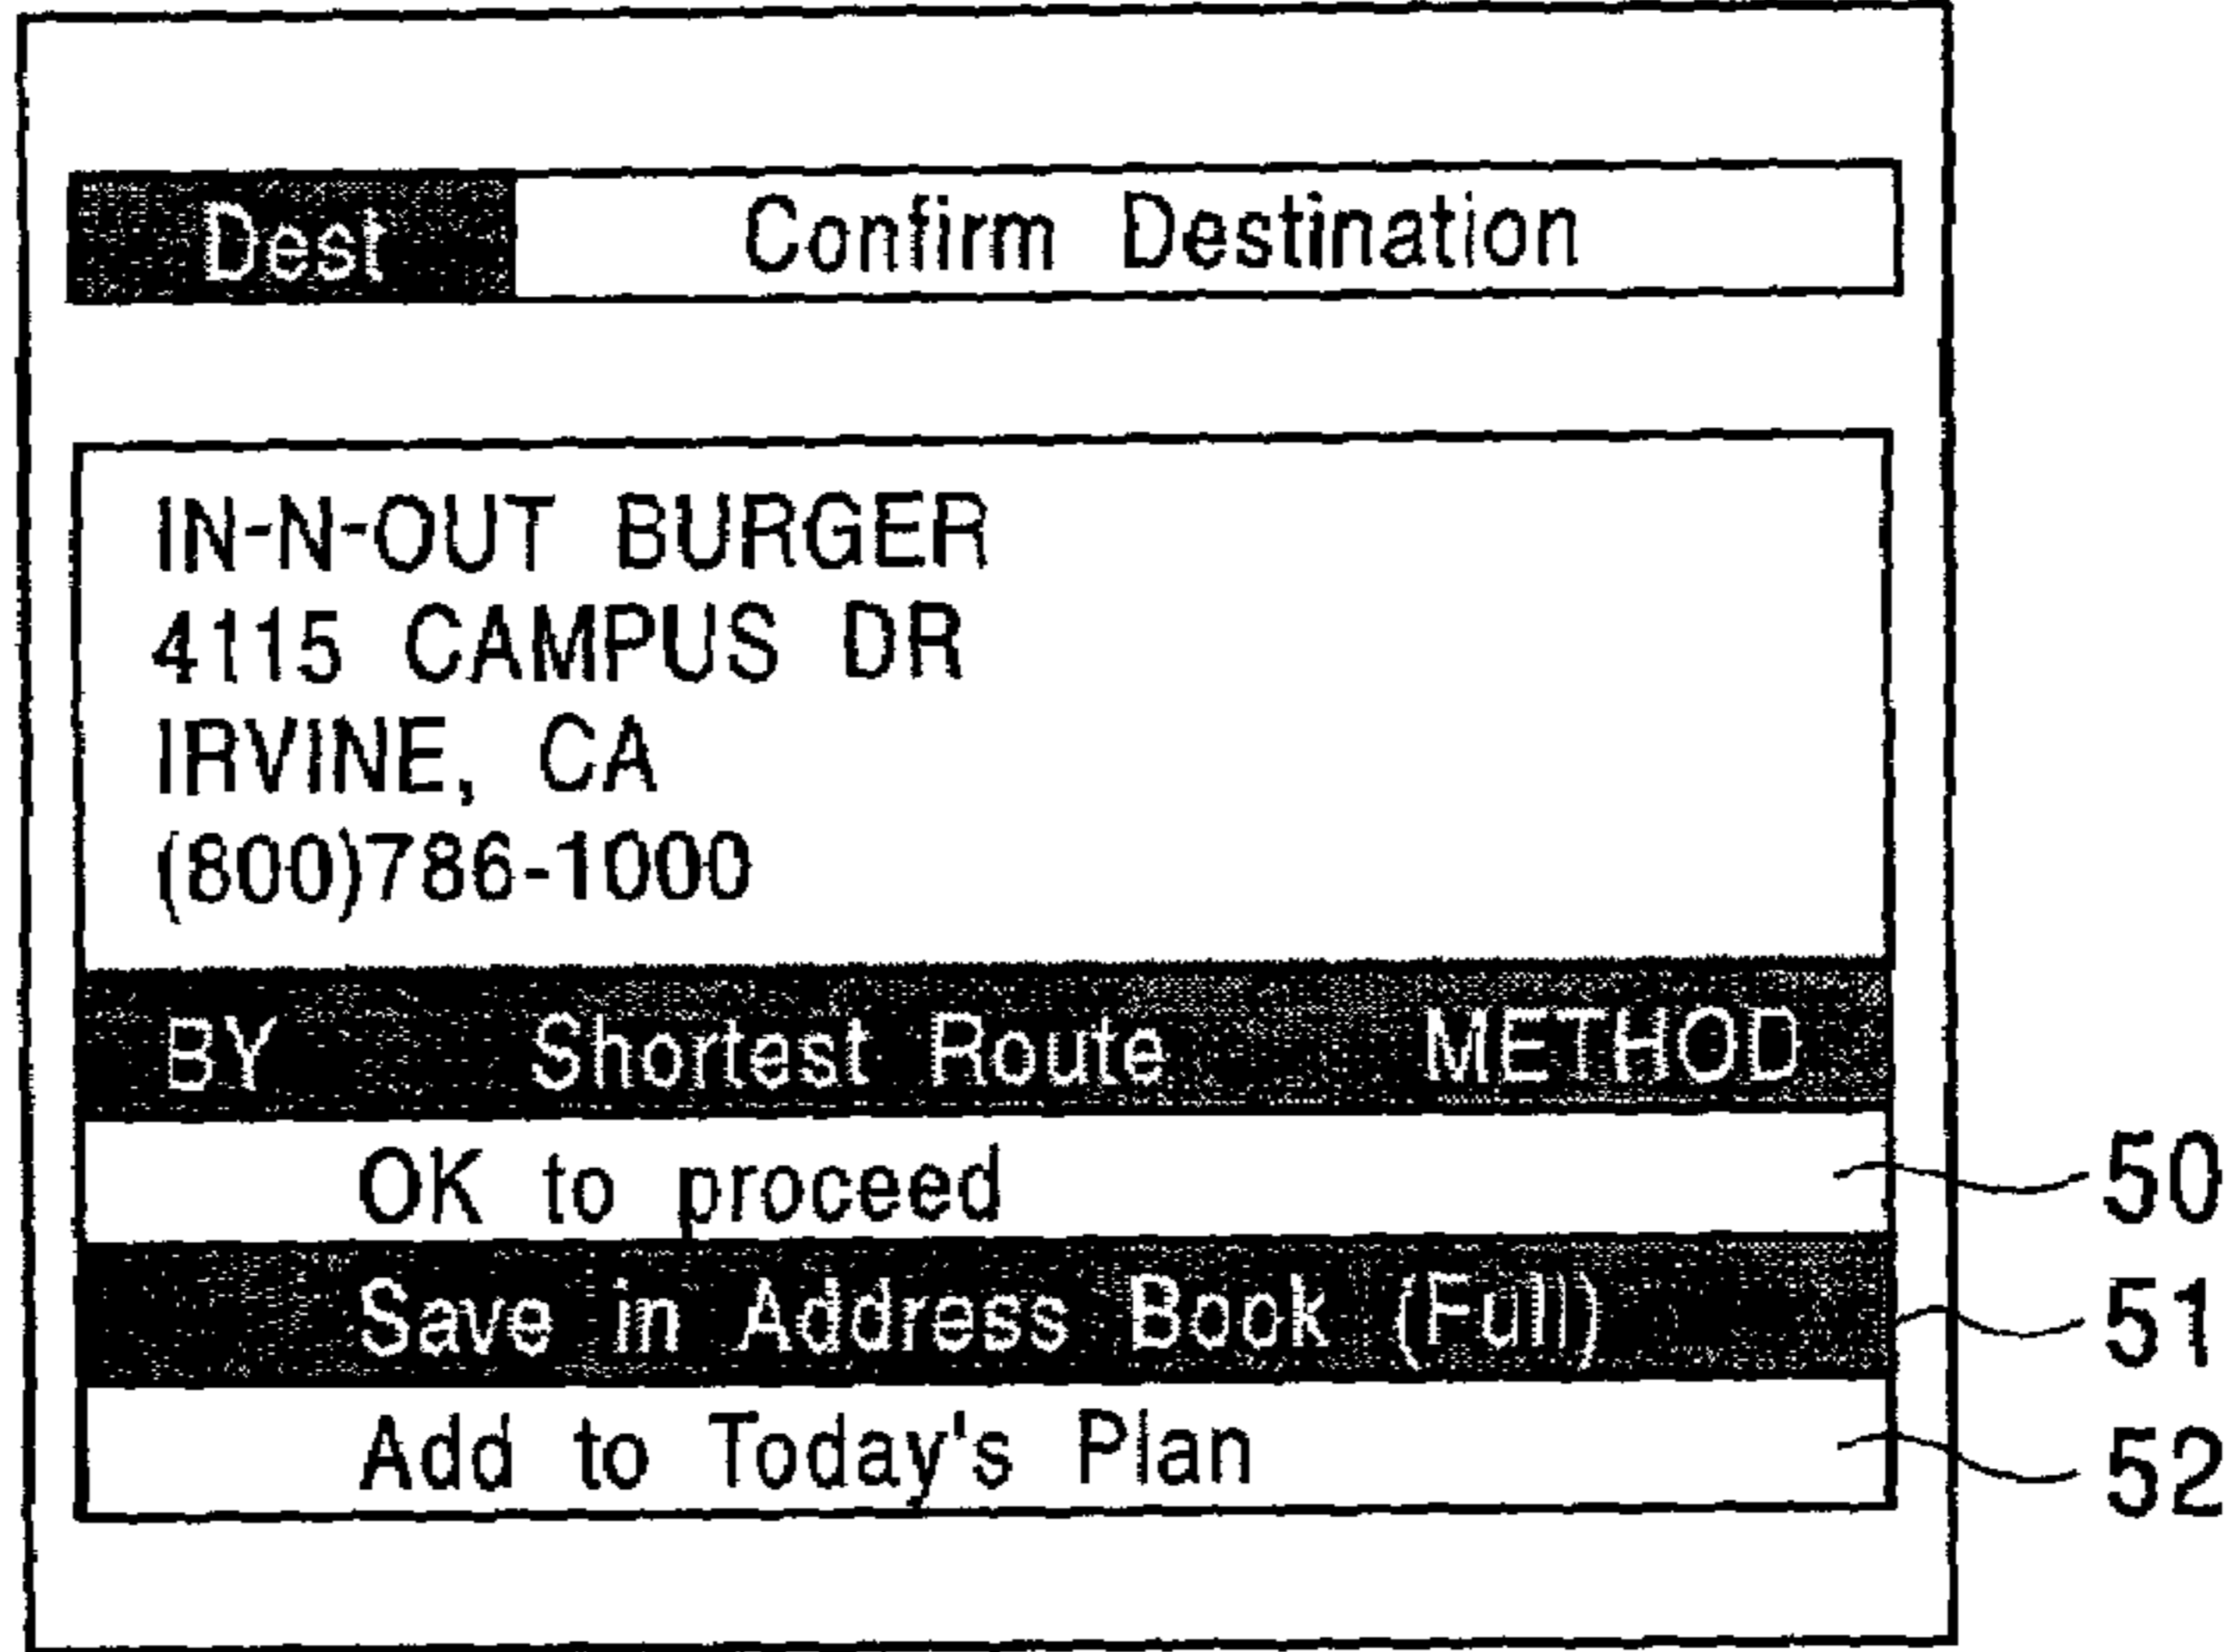 Dest Confirm Destination
IN-N-OUT BURGER
4115 CAMPUS DR
IRVINE, CA
(800)786-1000
BY Shortest Route METHOD
OK to proceed 50
Save in Address Book (Full) 51
Add to Today's Plan 52